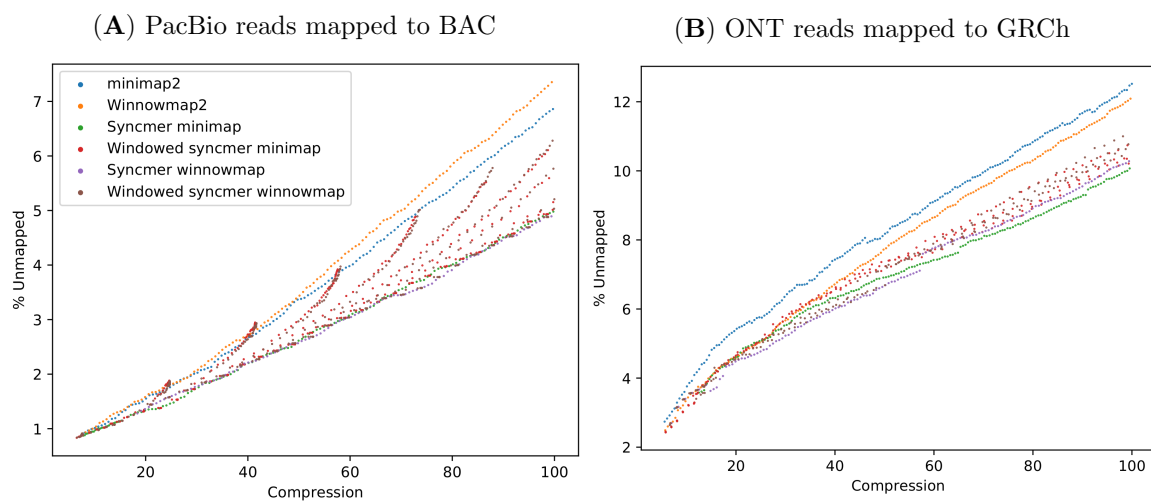 (A) PacBio reads mapped to BAC
7
6
5
4
3
2
1
% Unmapped
minimap2
Winnowmap2
Syncmer minimap
Windowed syncmer minimap
Syncmer winnowmap
Windowed syncmer winnowmap
20 40 60 80 100
Compression
(B) ONT reads mapped to GRCh
12
10
8
6
4
2
% Unmapped
20 40 60 80 100
Compression